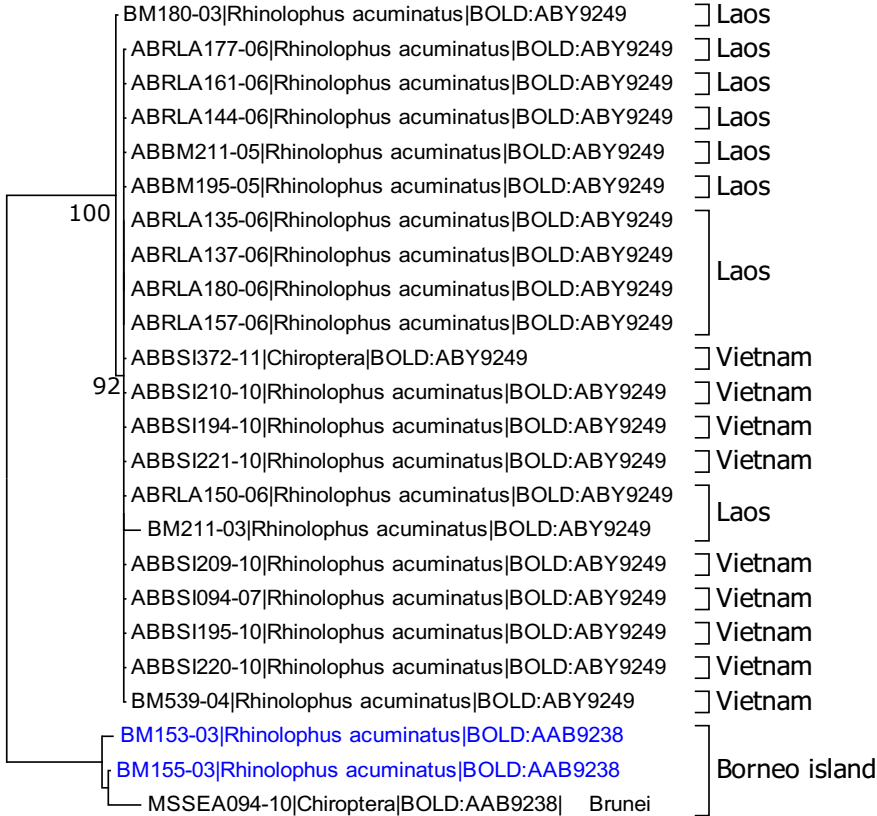 BM180-03|Rhinolophus acuminatus|BOLD:ABY9249 Laos
ABRLA177-06|Rhinolophus acuminatus|BOLD:ABY9249 Laos
ABRLA161-06|Rhinolophus acuminatus|BOLD:ABY9249 Laos
ABRLA144-06|Rhinolophus acuminatus|BOLD:ABY9249 Laos
ABBM211-05|Rhinolophus acuminatus|BOLD:ABY9249 Laos
ABBM195-05|Rhinolophus acuminatus|BOLD:ABY9249 Laos
100
ABRLA135-06|Rhinolophus acuminatus|BOLD:ABY9249
ABRLA137-06|Rhinolophus acuminatus|BOLD:ABY9249
Laos
ABRLA180-06|Rhinolophus acuminatus|BOLD:ABY9249
ABRLA157-06|Rhinolophus acuminatus|BOLD:ABY9249
ABBSI372-11|Chiroptera|BOLD:ABY9249 Vietnam
92
ABBSI210-10|Rhinolophus acuminatus|BOLD:ABY9249 Vietnam
ABBSI194-10|Rhinolophus acuminatus|BOLD:ABY9249 Vietnam
ABBSI221-10|Rhinolophus acuminatus|BOLD:ABY9249 Vietnam
ABRLA150-06|Rhinolophus acuminatus|BOLD:ABY9249
Laos
BM211-03|Rhinolophus acuminatus|BOLD:ABY9249
ABBSI209-10|Rhinolophus acuminatus|BOLD:ABY9249 Vietnam
ABBSI094-07|Rhinolophus acuminatus|BOLD:ABY9249 Vietnam
ABBSI195-10|Rhinolophus acuminatus|BOLD:ABY9249 Vietnam
ABBSI220-10|Rhinolophus acuminatus|BOLD:ABY9249 Vietnam
BM539-04|Rhinolophus acuminatus|BOLD:ABY9249 Vietnam
BM153-03|Rhinolophus acuminatus|BOLD:AAB9238
BM155-03|Rhinolophus acuminatus|BOLD:AAB9238 Borneo island
MSSEA094-10|Chiroptera|BOLD:AAB9238| Brunei